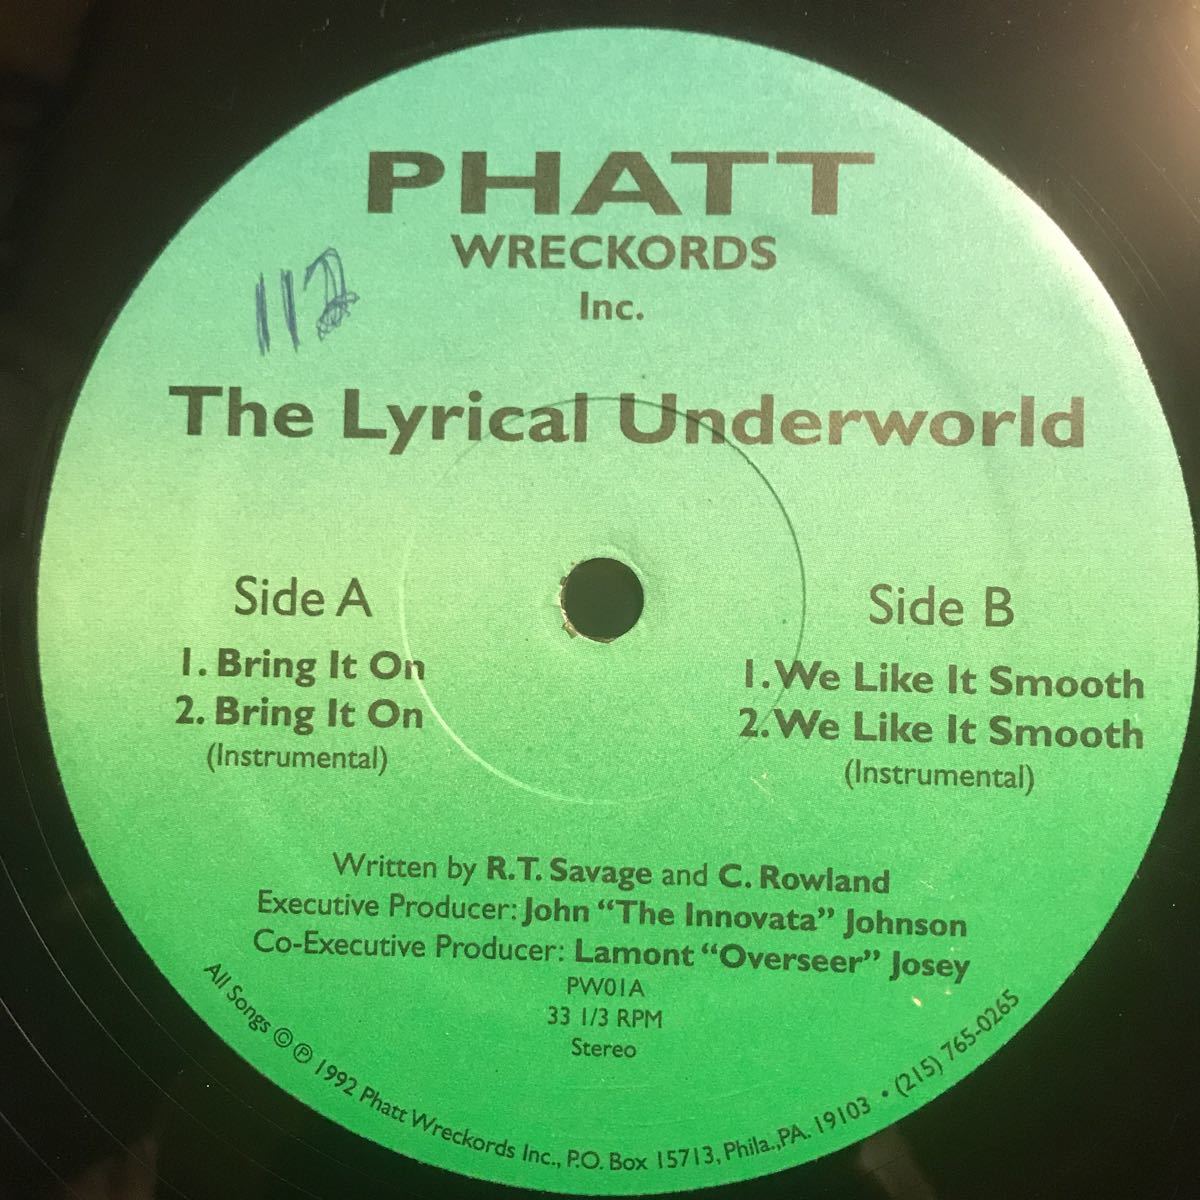 PHATT
WRECKORDS
Inc.
112
The Lyrical Underworld
Side A
1. Bring It On
2. Bring It On
(Instrumental)
Side B
1. We Like It Smooth
2. We Like It Smooth
(Instrumental)
Written by R.T. Savage and C. Rowland
Executive Producer: John “The Innovata” Johnson
Co-Executive Producer: Lamont “Overseer” Josey
PW01A
33 1/3 RPM
Stereo
All Songs © ℗ 1992 Phatt Wreckords Inc., P.O. Box 15713, Phila., PA. 19103 • (215) 765-0265